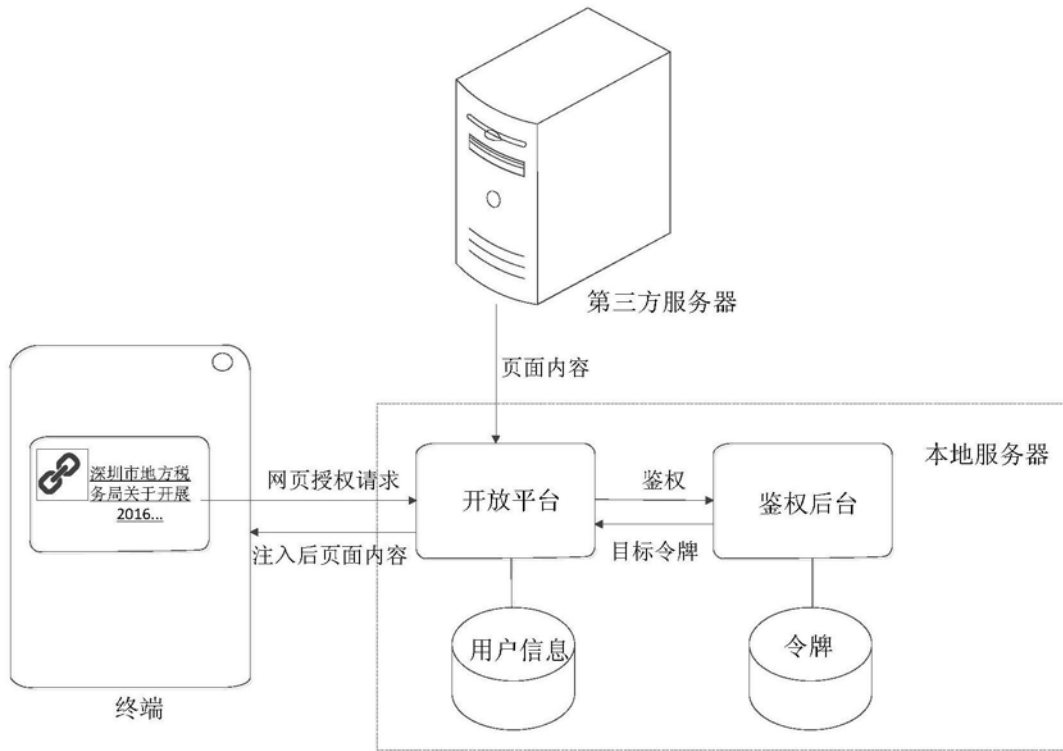 第三方服务器
页面内容
本地服务器
深圳市地方税
务局关于开展
2016...
网页授权请求
注入后页面内容
开放平台
鉴权
目标令牌
鉴权后台
用户信息
令牌
终端